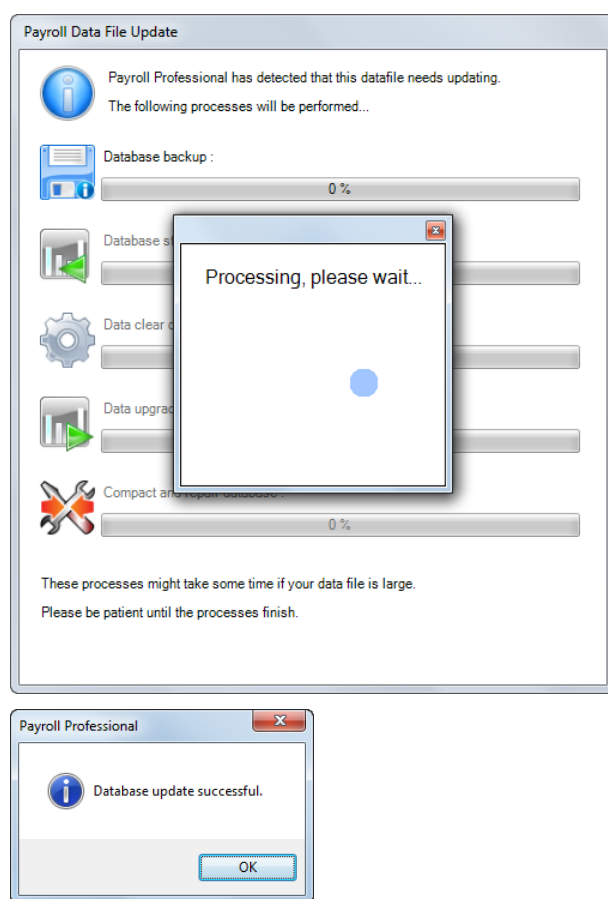 Payroll Data File Update
Payroll Professional has detected that this datafile needs updating.
The following processes will be performed...
Database backup :
0 %
Database
Processing, please wait...
Data clear
Data
Compact and repair database :
0 %
These processes might take some time if your data file is large.
Please be patient until the processes finish.
Payroll Professional
Database update successful.
OK